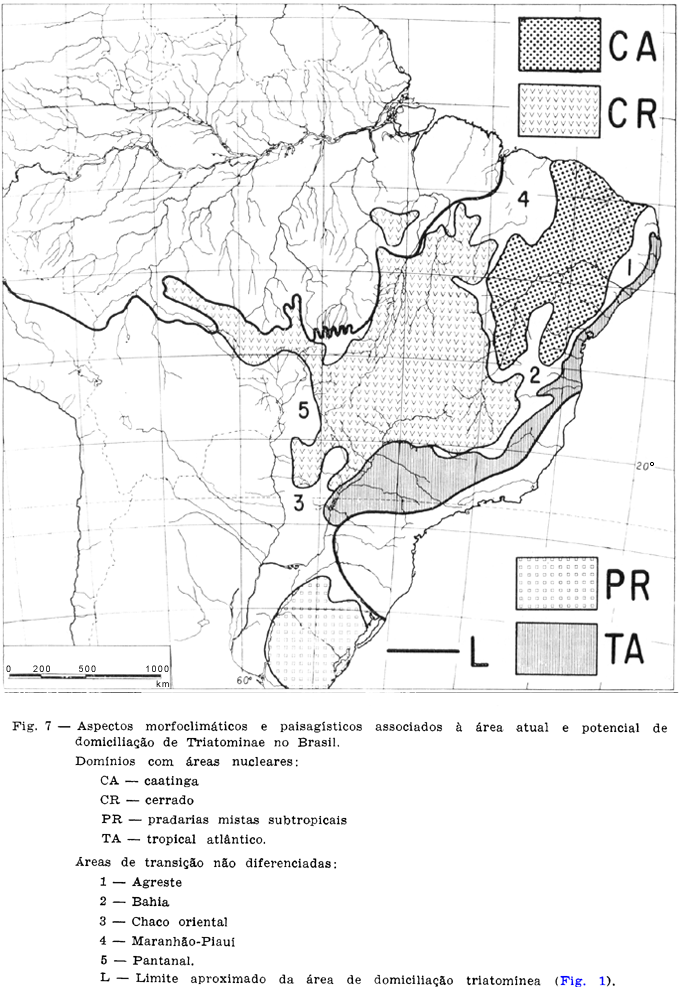 CA
CR
4
1
2
5
20°
3
PR
L
TA
0 200 500 1000
km
60°
Fig. 7 — Aspectos morfoclimáticos e paisagísticos associados à área atual e potencial de
domiciliação de Triatominae no Brasil.
Domínios com áreas nucleares:
CA — caatinga
CR — cerrado
PR — pradarias mistas subtropicais
TA — tropical atlântico.
Áreas de transição não diferenciadas:
1 — Agreste
2 — Bahia
3 — Chaco oriental
4 — Maranhão-Piauí
5 — Pantanal.
L — Limite aproximado da área de domiciliação triatomínea (Fig. 1).